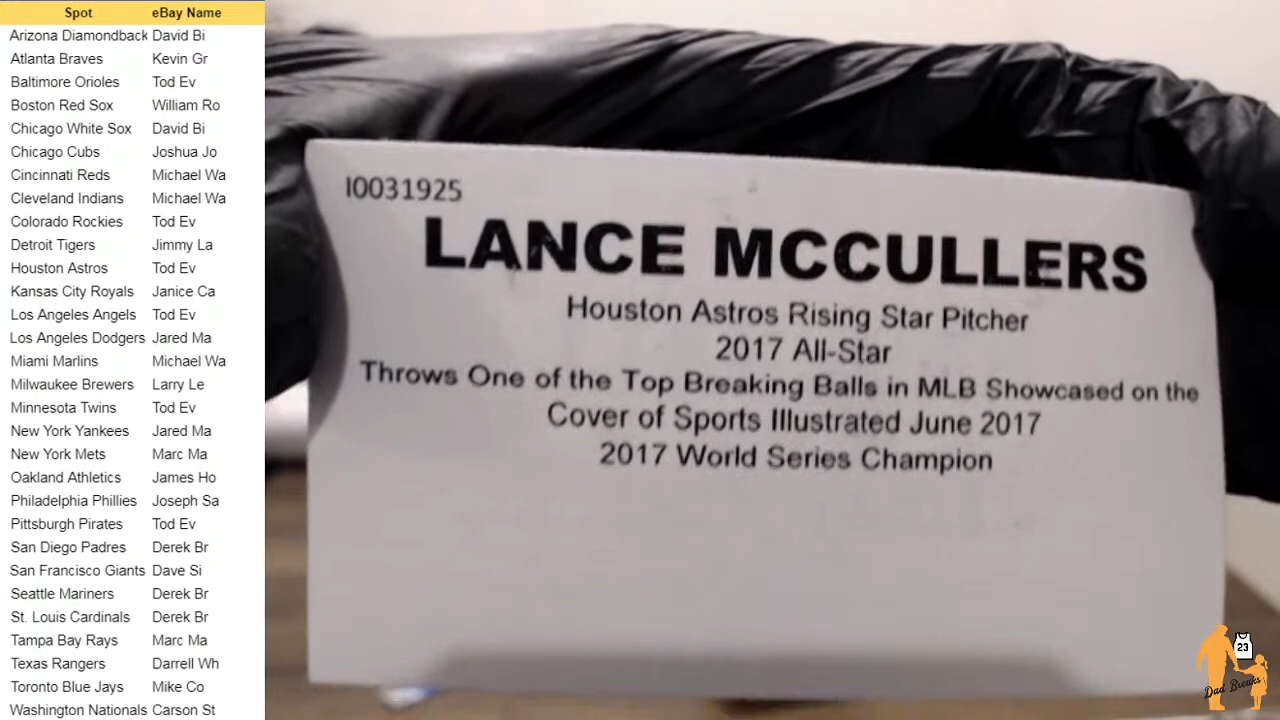 Spot eBay Name
Arizona Diamondback David Bi
Atlanta Braves Kevin Gr
Baltimore Orioles Tod Ev
Boston Red Sox William Ro
Chicago White Sox David Bi
Chicago Cubs Joshua Jo
Cincinnati Reds Michael Wa
Cleveland Indians Michael Wa
Colorado Rockies Tod Ev
Detroit Tigers Jimmy La
Houston Astros Tod Ev
Kansas City Royals Janice Ca
Los Angeles Angels Tod Ev
Los Angeles Dodgers Jared Ma
Miami Marlins Michael Wa
Milwaukee Brewers Larry Le
Minnesota Twins Tod Ev
New York Yankees Jared Ma
New York Mets Marc Ma
Oakland Athletics James Ho
Philadelphia Phillies Joseph Sa
Pittsburgh Pirates Tod Ev
San Diego Padres Derek Br
San Francisco Giants Dave Si
Seattle Mariners Derek Br
St. Louis Cardinals Derek Br
Tampa Bay Rays Marc Ma
Texas Rangers Darrell Wh
Toronto Blue Jays Mike Co
Washington Nationals Carson St
I0031925
LANCE MCCULLERS
Houston Astros Rising Star Pitcher
2017 All-Star
Throws One of the Top Breaking Balls in MLB Showcased on the
Cover of Sports Illustrated June 2017
2017 World Series Champion
23
Dad Breaks